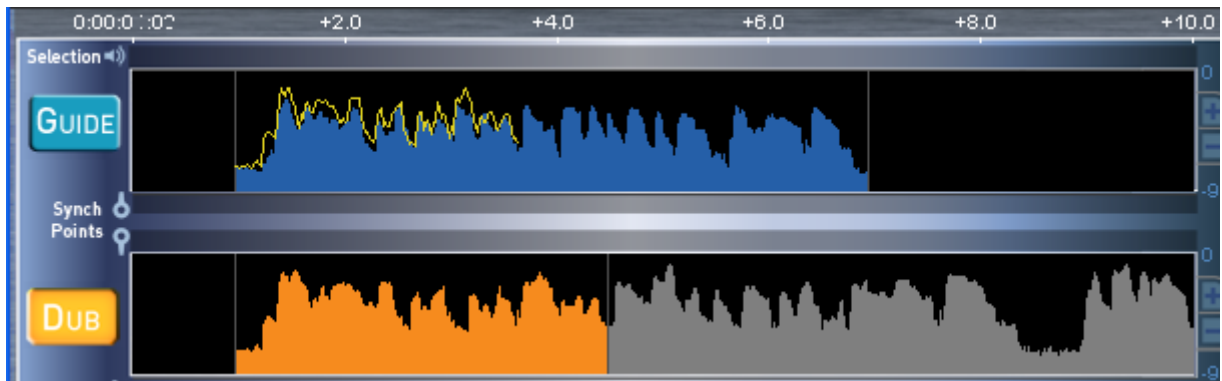 +2.0 +4.0 +6.0 +8.0 +10.0
Selection
0
GUIDE
-9
Synch
Points
0
DUB
-9